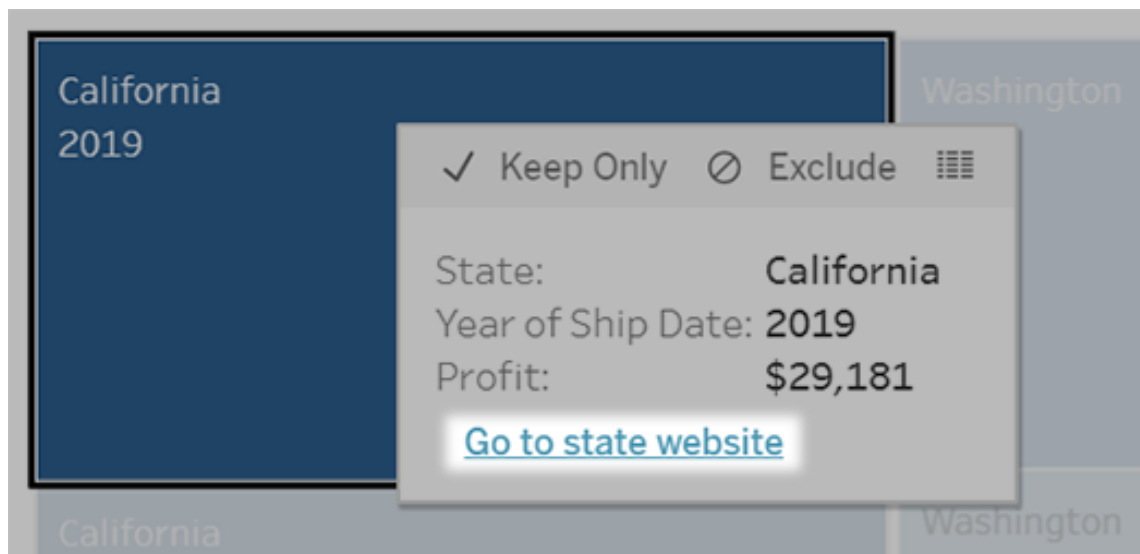 California
2019
Washington
Keep Only Exclude
State: California
Year of Ship Date: 2019
Profit: $29,181
Go to state website
California
Washington